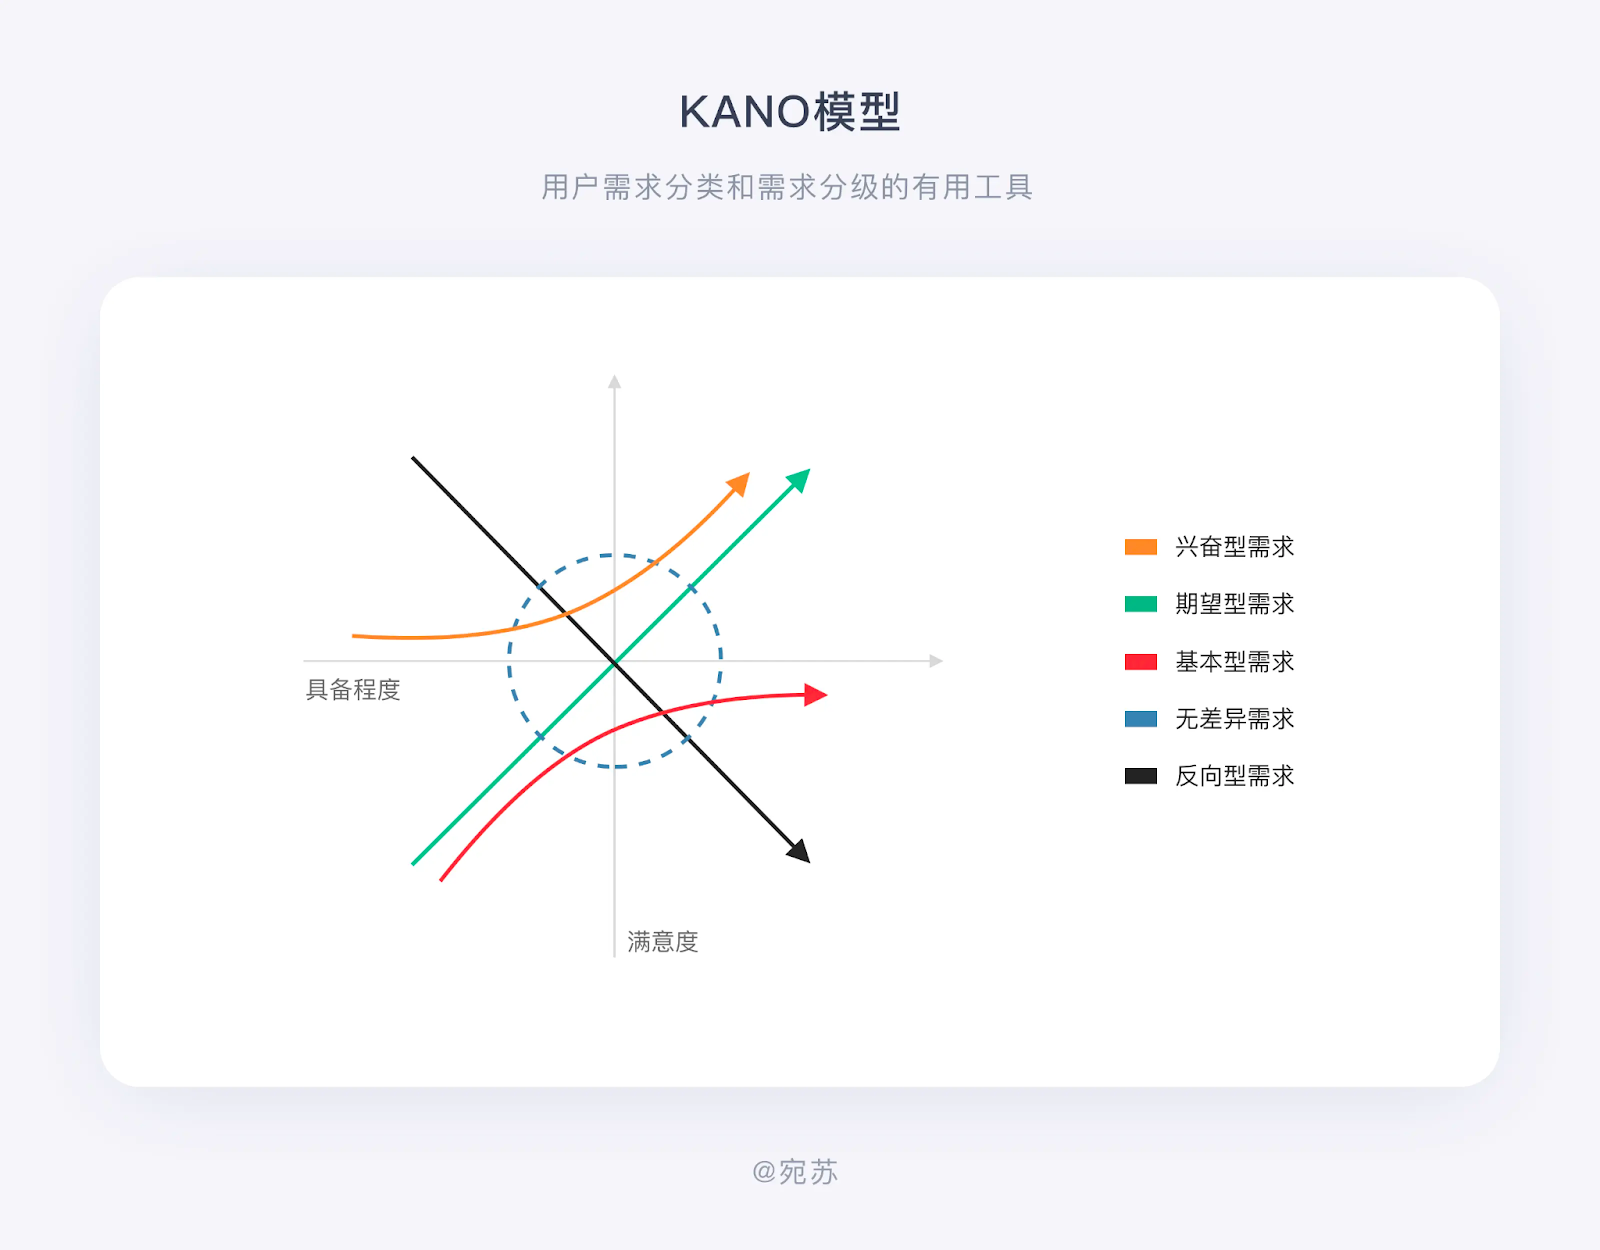 KANO模型
用户需求分类和需求分级的有用工具
兴奋型需求
期望型需求
基本型需求
无差异需求
反向型需求
具备程度
满意度
@宛苏